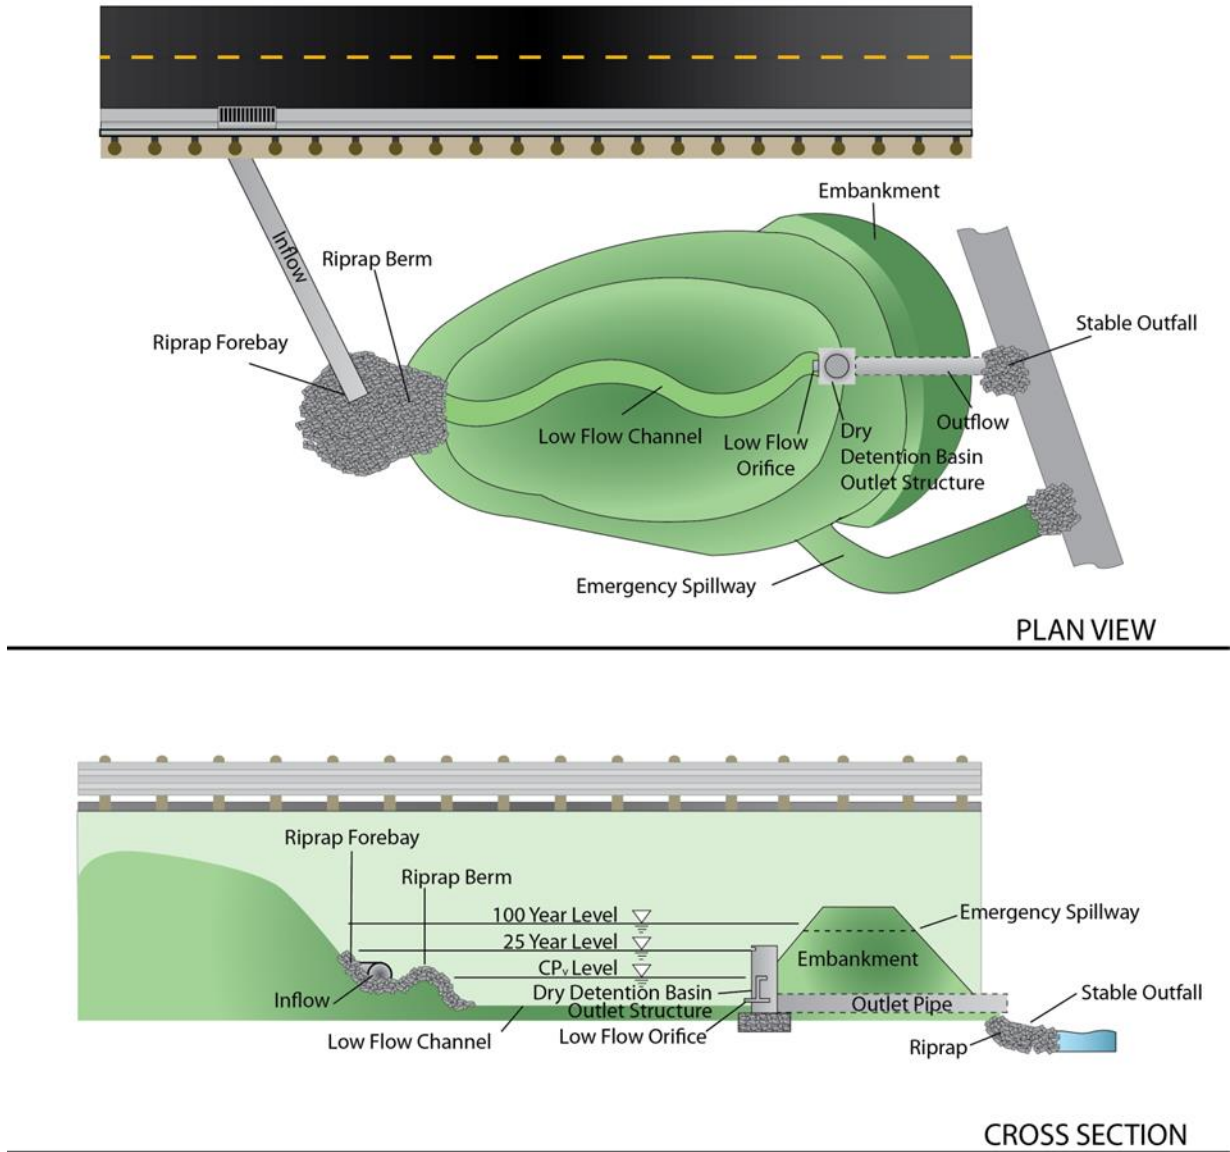 Embankment
Inflow
Riprap Berm
Riprap Forebay
Stable Outfall
Low Flow Channel
Low Flow
Orifice
Dry
Detention Basin
Outlet Structure
Outflow
Emergency Spillway
PLAN VIEW
Riprap Forebay
Riprap Berm
100 Year Level
Emergency Spillway
25 Year Level
Embankment
CPᵥ Level
Inflow
Dry Detention Basin
Outlet Structure
Stable Outfall
Outlet Pipe
Low Flow Channel
Low Flow Orifice
Riprap
CROSS SECTION